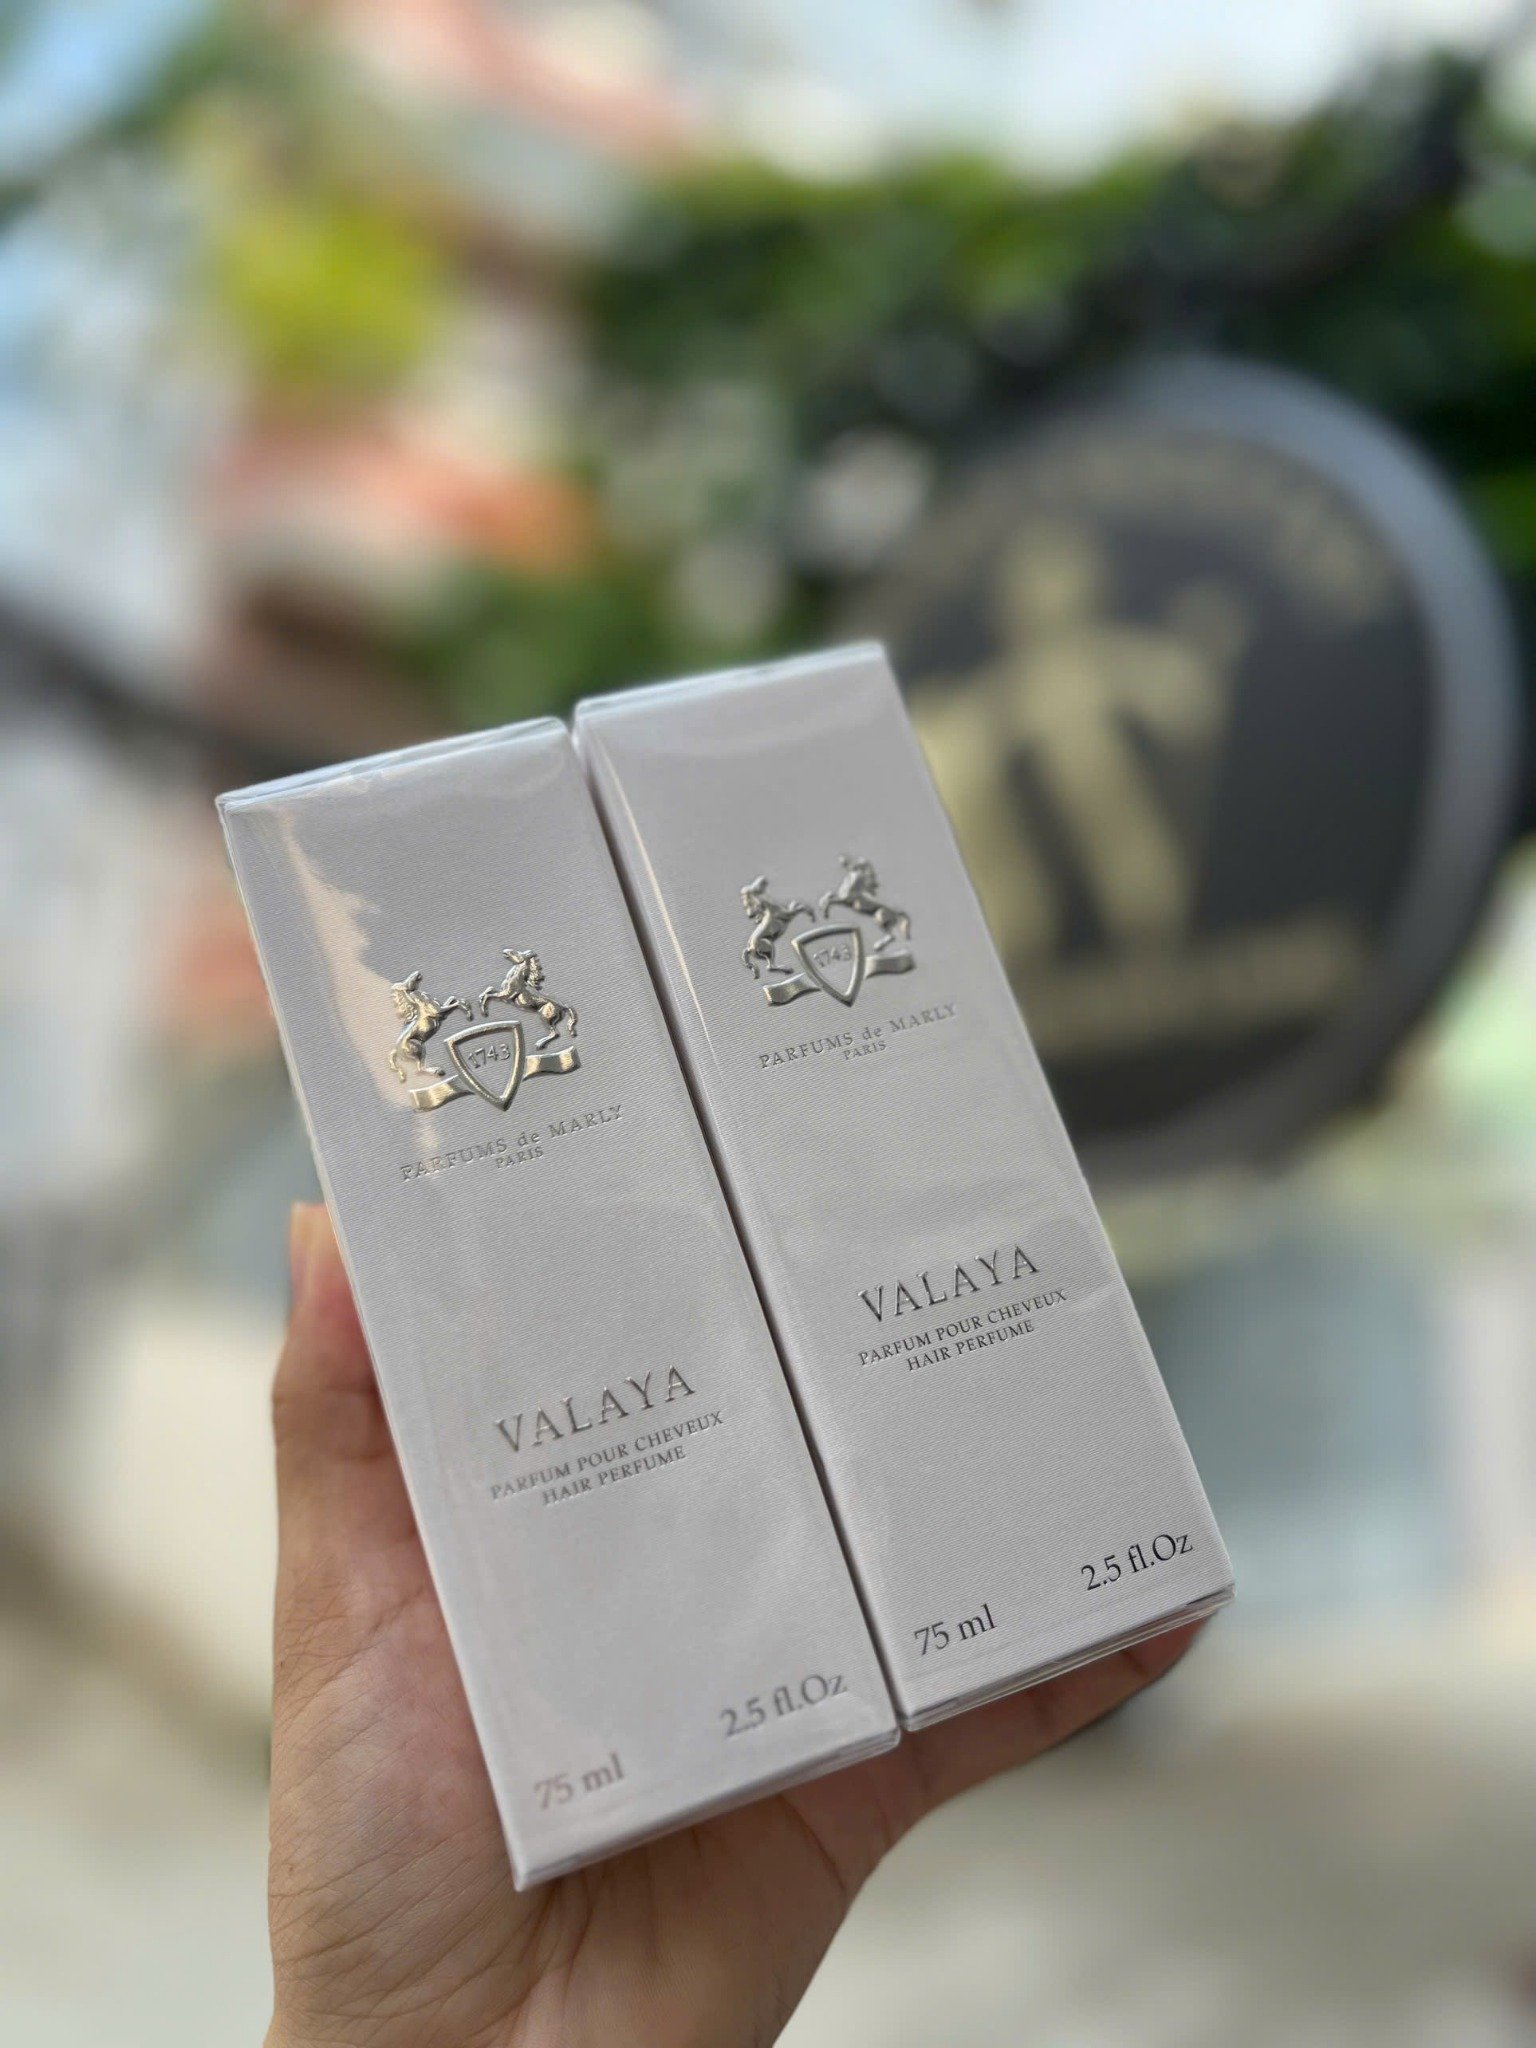 1743
PARFUMS de MARLY
PARIS
VALAYA
PARFUM POUR CHEVEUX
HAIR PERFUME
75 ml
2.5 fl.Oz
1743
PARFUMS de MARLY
PARIS
VALAYA
PARFUM POUR CHEVEUX
HAIR PERFUME
75 ml
2.5 fl.Oz